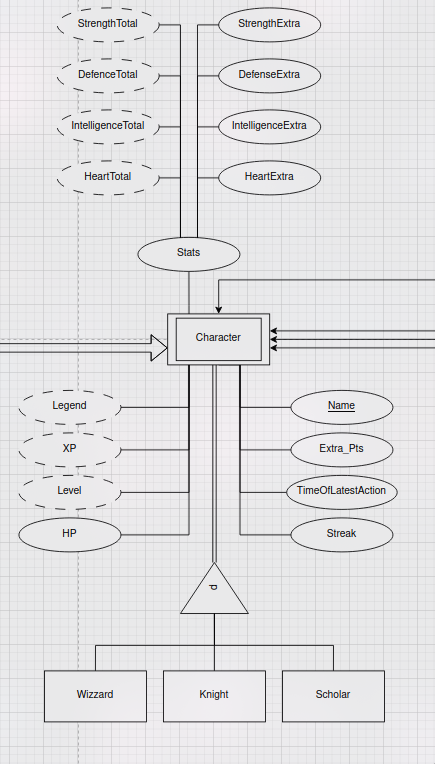 StrengthTotal
StrengthExtra
DefenceTotal
DefenseExtra
IntelligenceTotal
IntelligenceExtra
HeartTotal
HeartExtra
Stats
Character
Legend
Name
XP
Extra_Pts
Level
TimeOfLatestAction
HP
Streak
d
Wizzard
Knight
Scholar